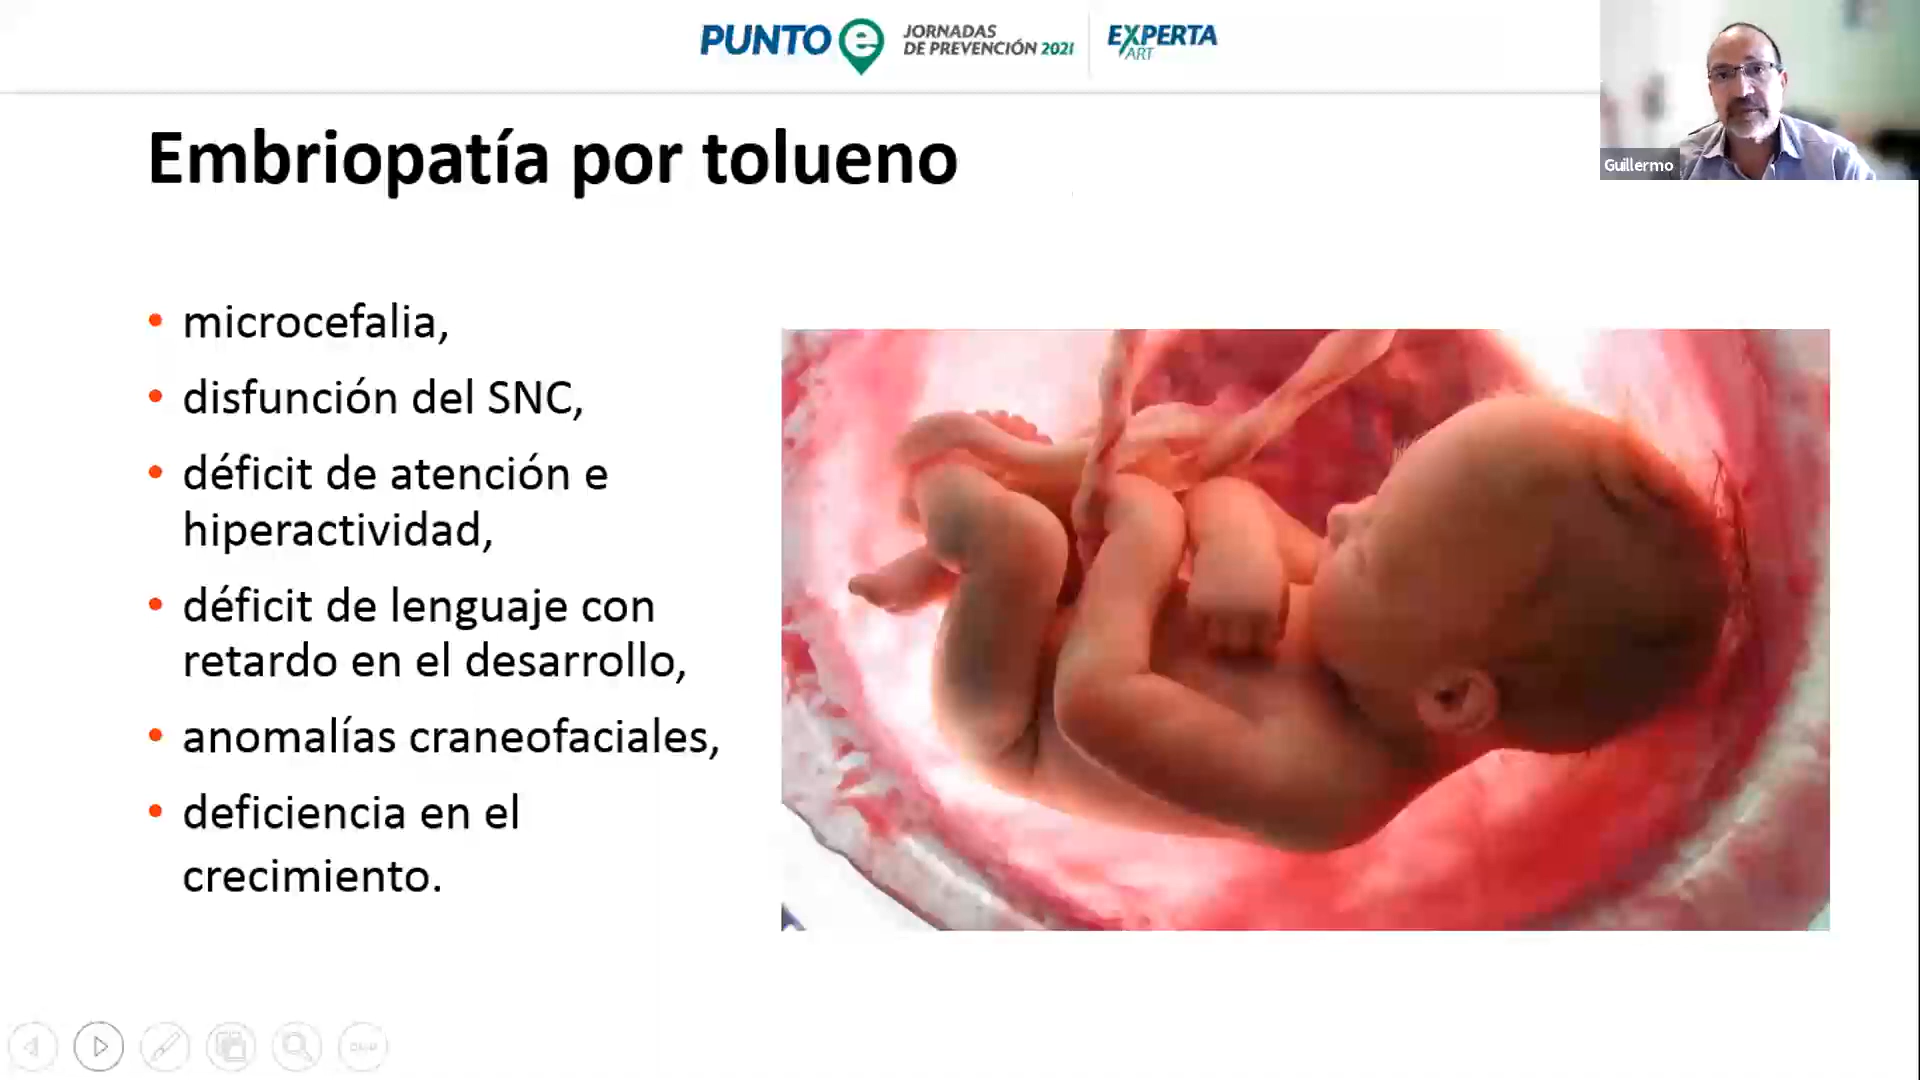 PUNTO e JORNADAS DE PREVENCIÓN 2021 EXPERTA ART
Guillermo
Embriopatía por tolueno
• microcefalia,
• disfunción del SNC,
• déficit de atención e
hiperactividad,
• déficit de lenguaje con
retardo en el desarrollo,
• anomalías craneofaciales,
• deficiencia en el
crecimiento.